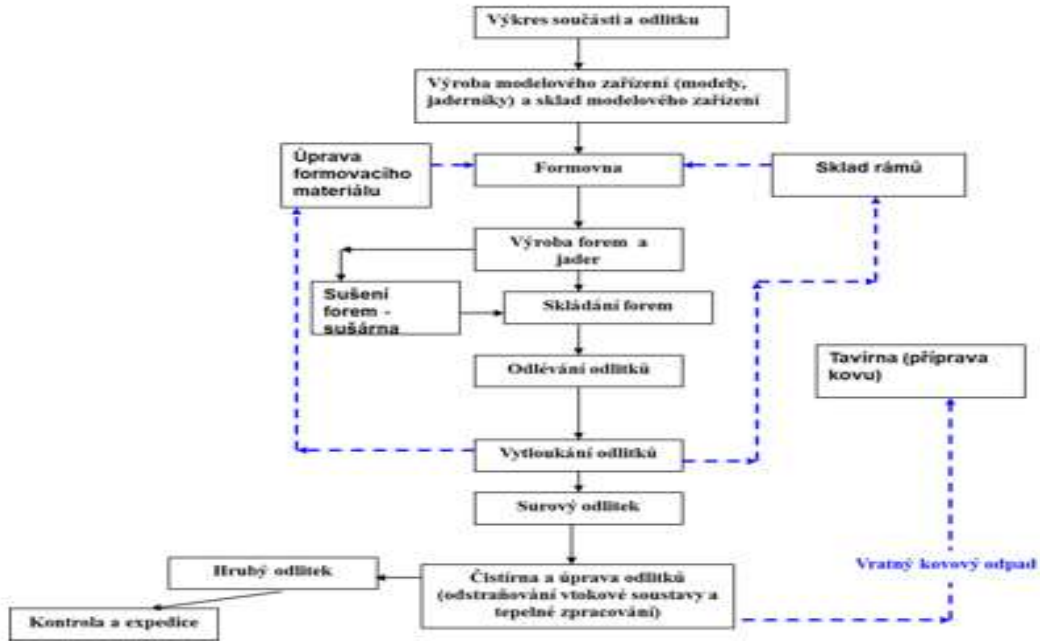 Výkres součásti a odlitku
Výroba modelového zařízení (modely,
jaderníky) a sklad modelového zařízení
Úprava
formovacího
materiálu
Formovna
Sklad rámů
Výroba forem a
jader
Sušení
forem -
sušárna
Skládání forem
Odlévání odlitků
Tavírna (příprava
kovu)
Vytloukání odlitků
Surový odlitek
Vratný kovový odpad
Hrubý odlitek
Čistírna a úprava odlitků
(odstraňování vtokové soustavy a
tepelné zpracování)
Kontrola a expedice